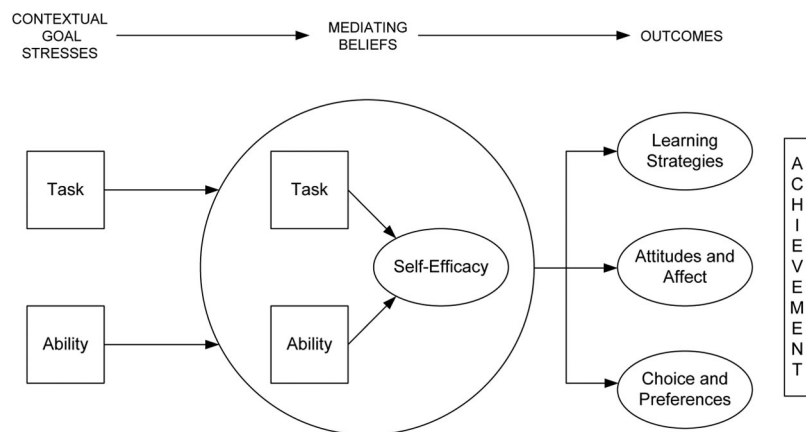 CONTEXTUAL
GOAL
STRESSES
MEDIATING
BELIEFS
OUTCOMES
Task
Ability
Task
Ability
Self-Efficacy
Learning
Strategies
Attitudes and
Affect
Choice and
Preferences
ACHIEVEMENT